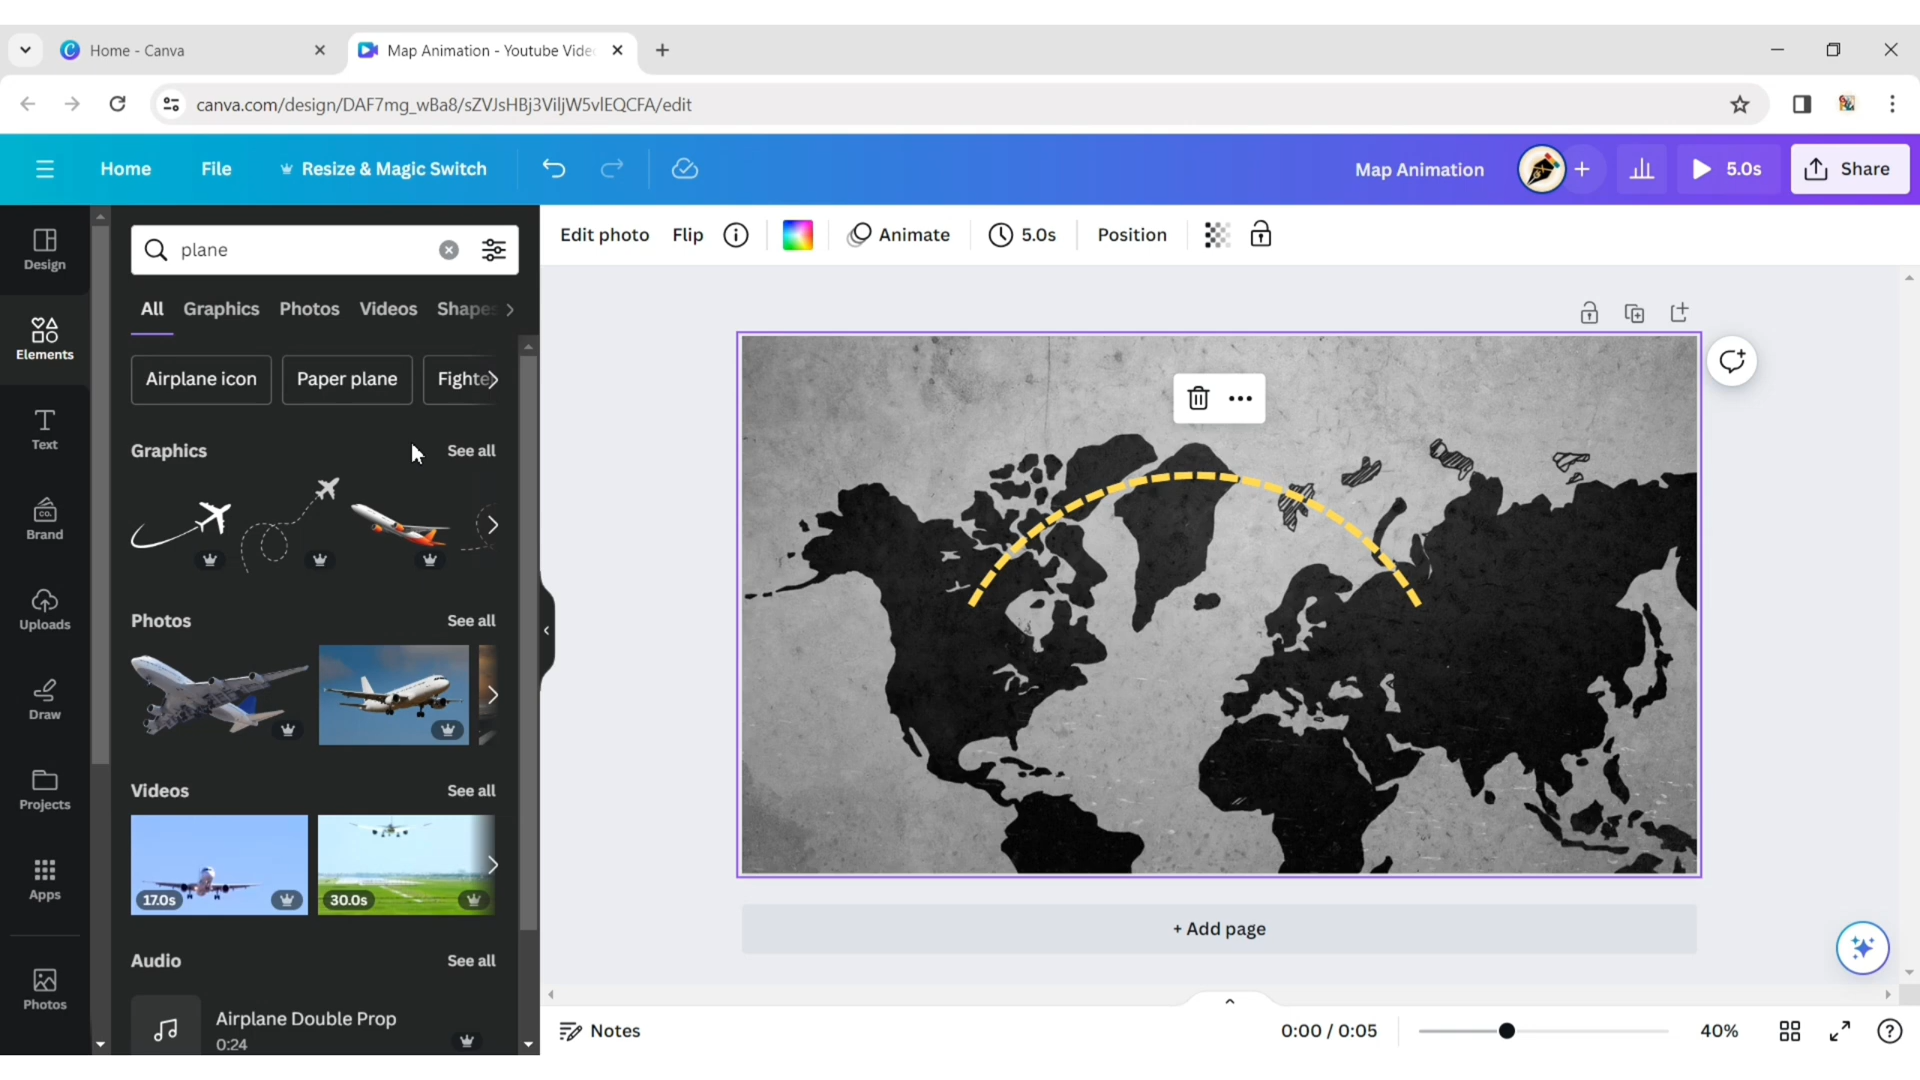 Home - Canva
Map Animation - Youtube Vide
canva.com/design/DAF7mg_wBa8/sZVJsHBj3ViljW5vlEQCFA/edit
Home
File
Resize & Magic Switch
Map Animation
5.0s
Share
Design
Elements
Text
Brand
Uploads
Draw
Projects
Apps
Photos
plane
All
Graphics
Photos
Videos
Shapes
Airplane icon
Paper plane
Fighte
Graphics
See all
Photos
See all
Videos
See all
17.0s
30.0s
Audio
See all
Airplane Double Prop
0:24
Edit photo
Flip
Animate
5.0s
Position
+ Add page
Notes
0:00 / 0:05
40%